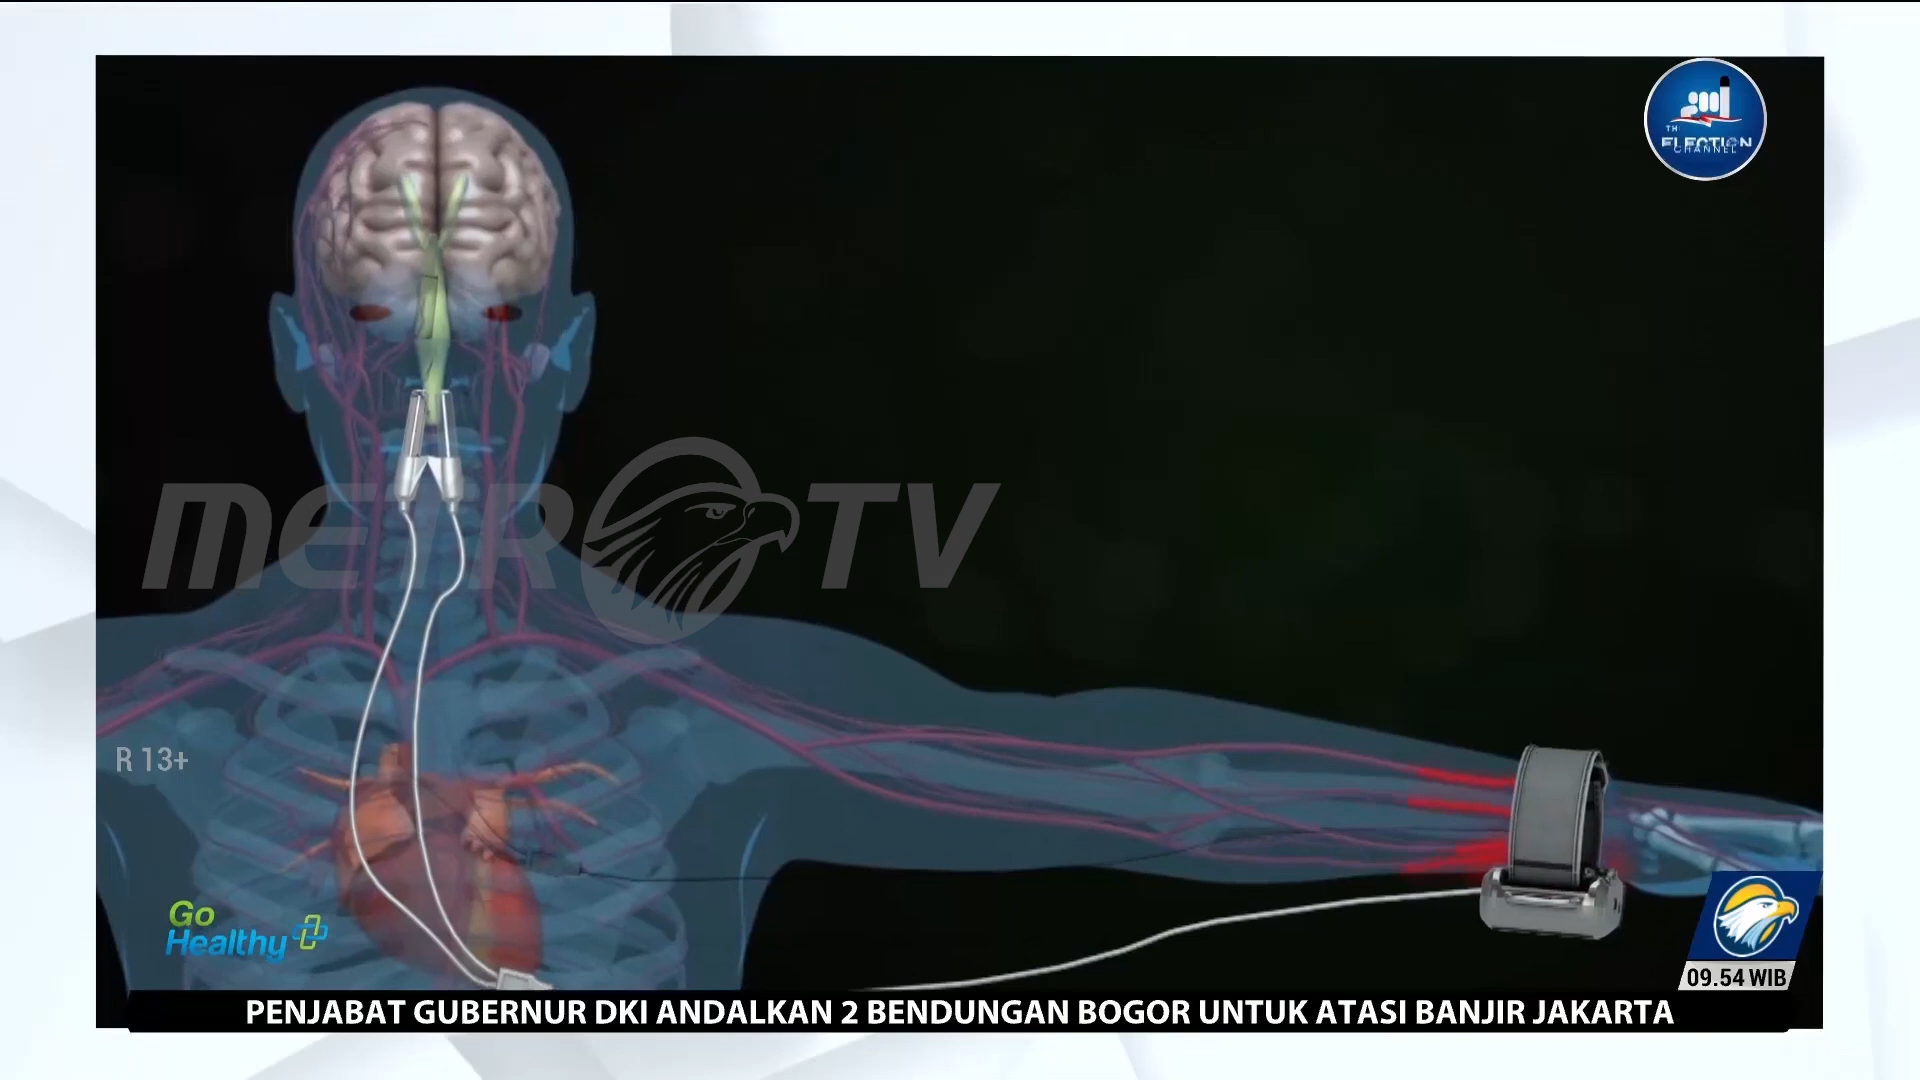 THE
ELECTION
CHANNEL
METRO TV
R 13+
Go
Healthy
09.54 WIB
PENJABAT GUBERNUR DKI ANDALKAN 2 BENDUNGAN BOGOR UNTUK ATASI BANJIR JAKARTA